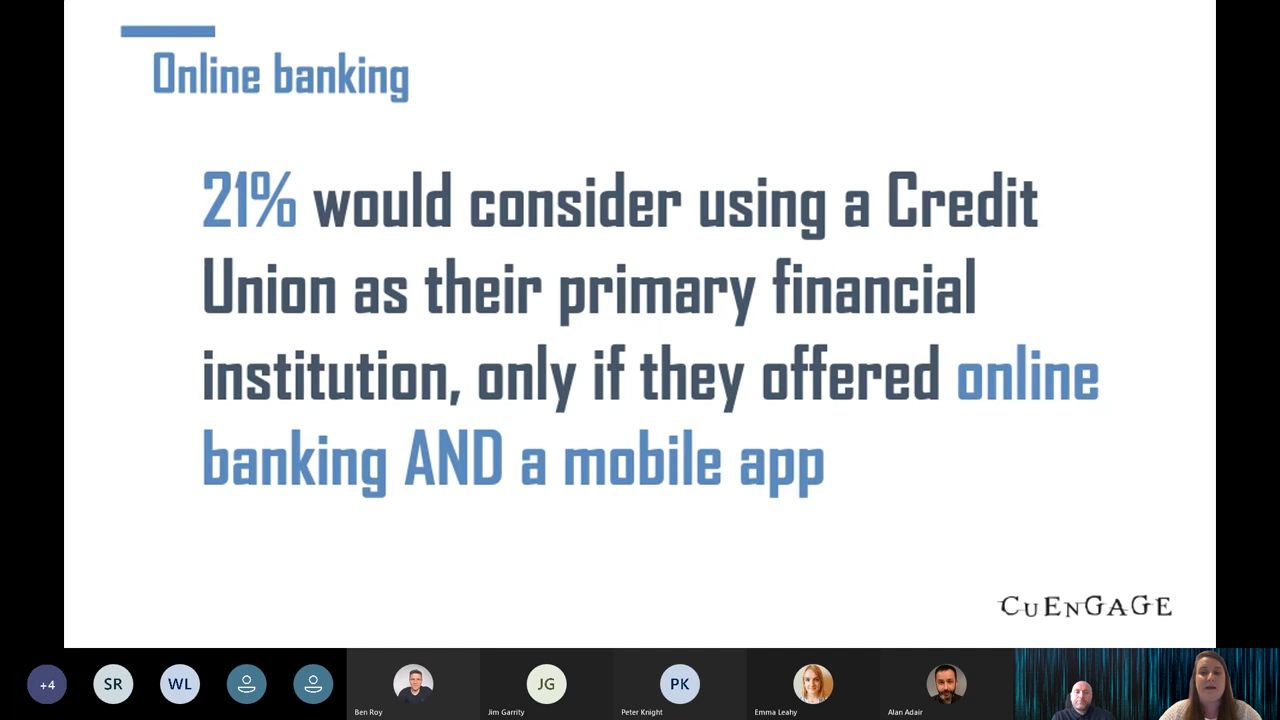 Online banking
21% would consider using a Credit
Union as their primary financial
institution, only if they offered online
banking AND a mobile app
CUENGAGE
+4
SR
WL
Ben Roy
JG
Jim Garrity
PK
Peter Knight
Emma Leahy
Alan Adair